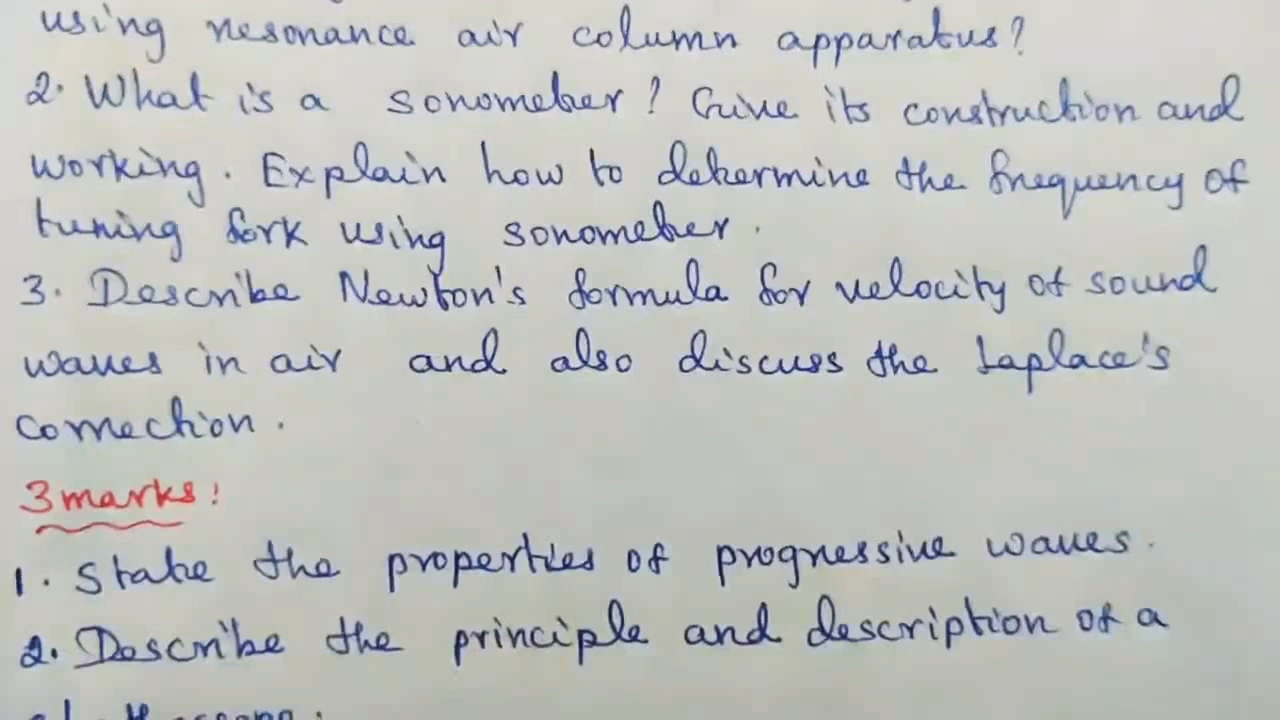 using resonance air column apparatus?
2. What is a sonometer? Give its construction and
working. Explain how to determine the frequency of
tuning fork using sonometer.
3. Describe Newton's formula for velocity of sound
waves in air and also discuss the Laplace's
correction.
3 marks:
1. State the properties of progressive waves.
2. Describe the principle and description of a